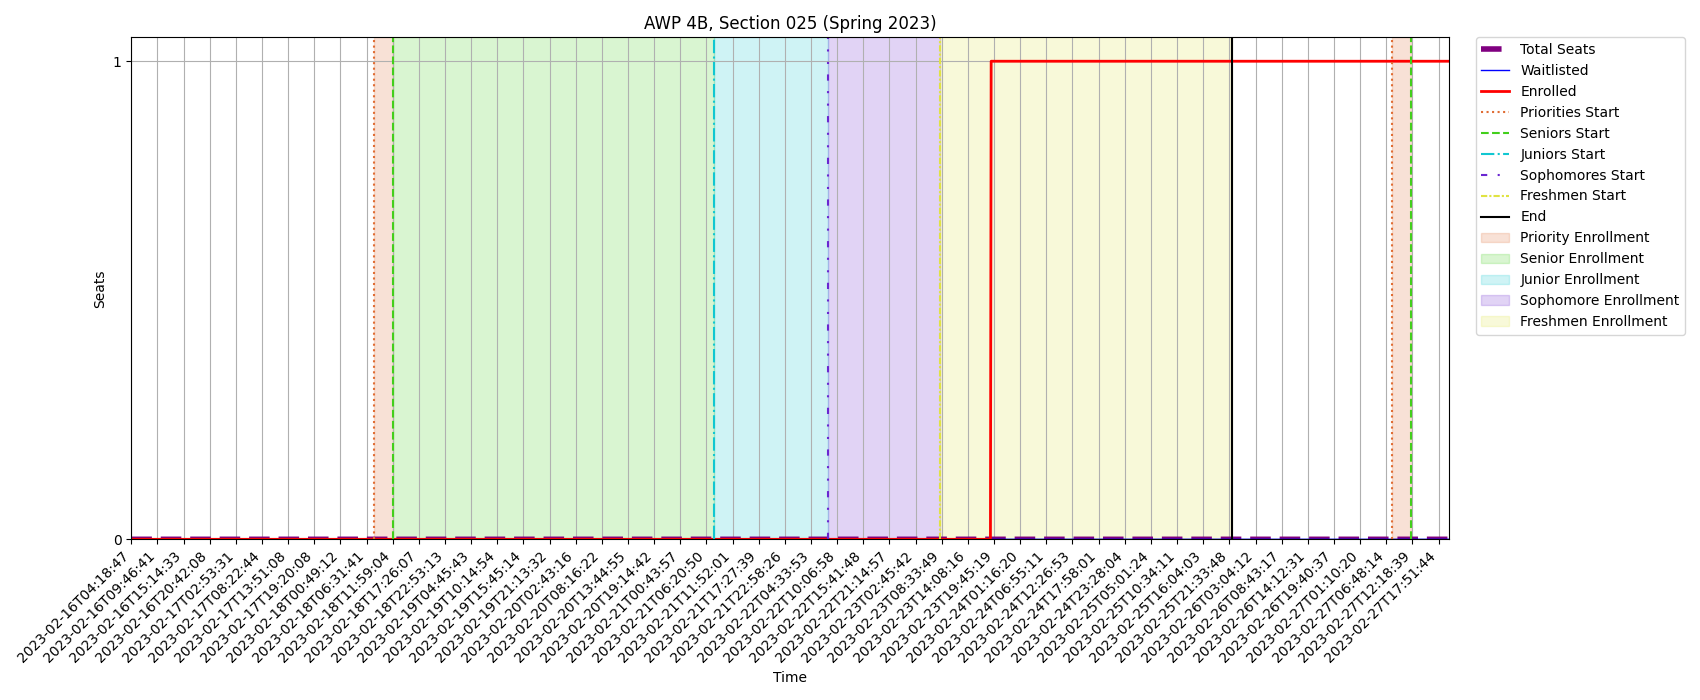 AWP 4B, Section 025 (Spring 2023)
1
0
Seats
2023-02-16T04:18:47
2023-02-16T09:46:41
2023-02-16T15:14:33
2023-02-16T20:42:08
2023-02-17T02:53:31
2023-02-17T08:22:44
2023-02-17T13:51:08
2023-02-17T19:20:08
2023-02-18T00:49:12
2023-02-18T06:31:41
2023-02-18T11:59:04
2023-02-18T17:26:07
2023-02-18T22:53:13
2023-02-19T04:45:43
2023-02-19T10:14:54
2023-02-19T15:45:14
2023-02-19T21:13:32
2023-02-20T02:43:16
2023-02-20T08:16:22
2023-02-20T13:44:55
2023-02-20T19:14:42
2023-02-21T00:43:57
2023-02-21T06:20:50
2023-02-21T11:52:01
2023-02-21T17:27:39
2023-02-21T22:58:26
2023-02-22T04:33:53
2023-02-22T10:06:58
2023-02-22T15:41:48
2023-02-22T21:14:57
2023-02-23T02:45:42
2023-02-23T08:33:49
2023-02-23T14:08:16
2023-02-23T19:45:19
2023-02-24T01:16:20
2023-02-24T06:55:11
2023-02-24T12:26:53
2023-02-24T17:58:01
2023-02-24T23:28:04
2023-02-25T05:01:24
2023-02-25T10:34:11
2023-02-25T16:04:03
2023-02-25T21:33:48
2023-02-26T03:04:12
2023-02-26T08:43:17
2023-02-26T14:12:31
2023-02-26T19:40:37
2023-02-27T01:10:20
2023-02-27T06:48:14
2023-02-27T12:18:39
2023-02-27T17:51:44
Time
Total Seats
Waitlisted
Enrolled
Priorities Start
Seniors Start
Juniors Start
Sophomores Start
Freshmen Start
End
Priority Enrollment
Senior Enrollment
Junior Enrollment
Sophomore Enrollment
Freshmen Enrollment